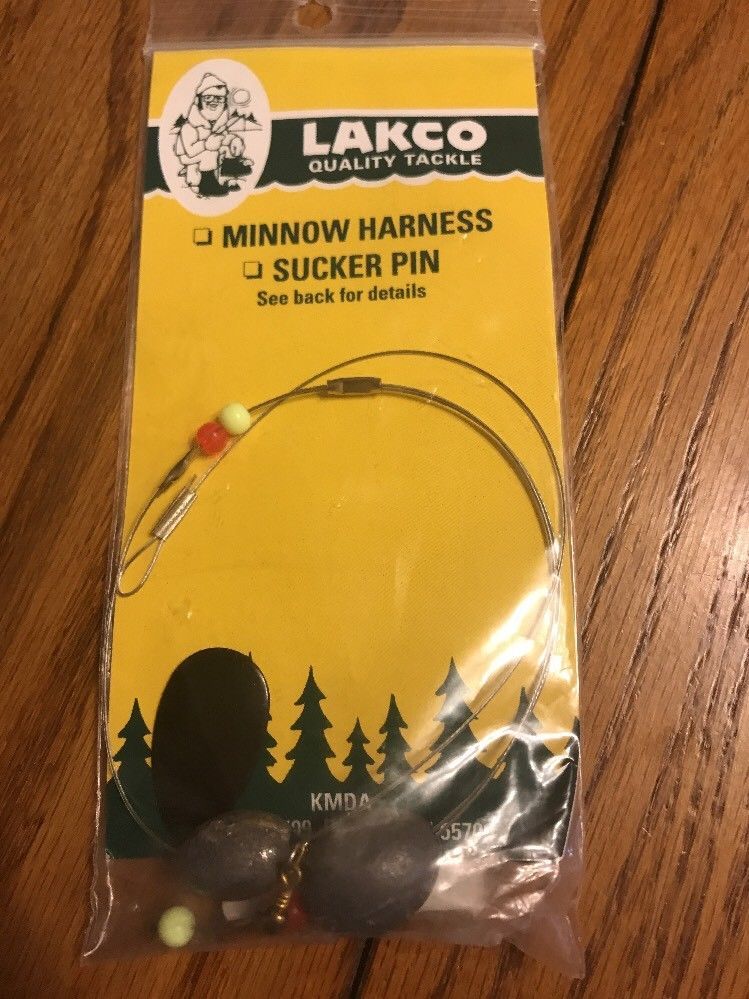 LAKCO
QUALITY TACKLE
❏ MINNOW HARNESS
❏ SUCKER PIN
See back for details
KMDA